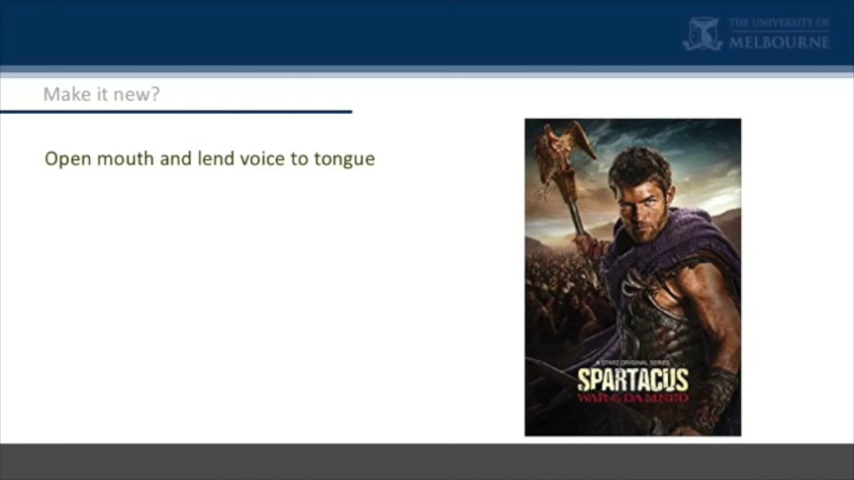 THE UNIVERSITY OF
MELBOURNE
Make it new?
Open mouth and lend voice to tongue
A STARZ ORIGINAL SERIES
SPARTACUS
WAR OF THE DAMNED